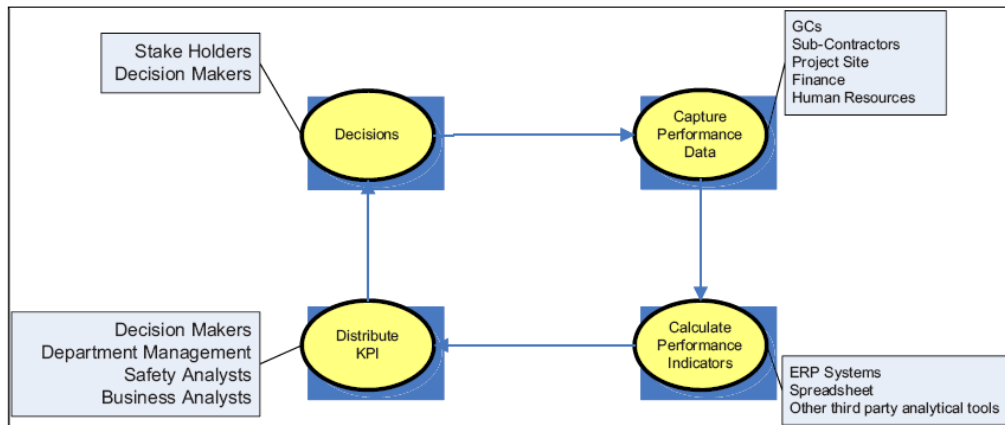 Stake Holders
Decision Makers
Decisions
Capture
Performance
Data
GCs
Sub-Contractors
Project Site
Finance
Human Resources
Decision Makers
Department Management
Safety Analysts
Business Analysts
Distribute
KPI
Calculate
Performance
Indicators
ERP Systems
Spreadsheet
Other third party analytical tools